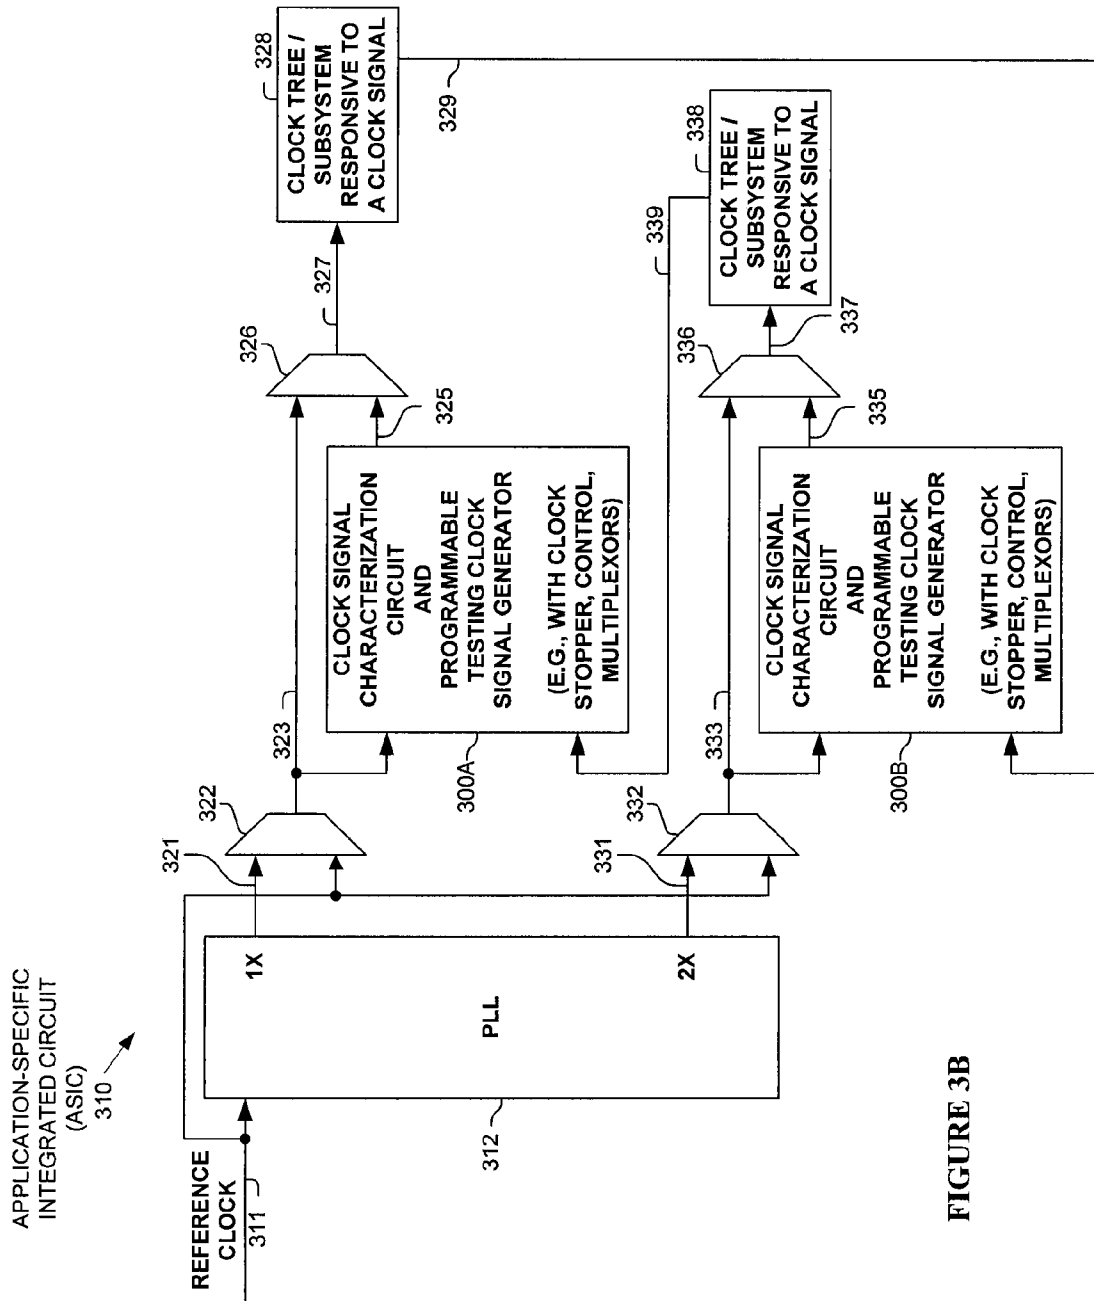 APPLICATION-SPECIFIC
INTEGRATED CIRCUIT
(ASIC)
310
REFERENCE
CLOCK
311
312
PLL
1X
2X
321
322
323
300A
CLOCK SIGNAL
CHARACTERIZATION
CIRCUIT
AND
PROGRAMMABLE
TESTING CLOCK
SIGNAL GENERATOR
(E.G., WITH CLOCK
STOPPER, CONTROL,
MULTIPLEXORS)
325
326
327
328
CLOCK TREE /
SUBSYSTEM
RESPONSIVE TO
A CLOCK SIGNAL
329
331
332
333
300B
CLOCK SIGNAL
CHARACTERIZATION
CIRCUIT
AND
PROGRAMMABLE
TESTING CLOCK
SIGNAL GENERATOR
(E.G., WITH CLOCK
STOPPER, CONTROL,
MULTIPLEXORS)
335
336
337
338
CLOCK TREE /
SUBSYSTEM
RESPONSIVE TO
A CLOCK SIGNAL
339
FIGURE 3B